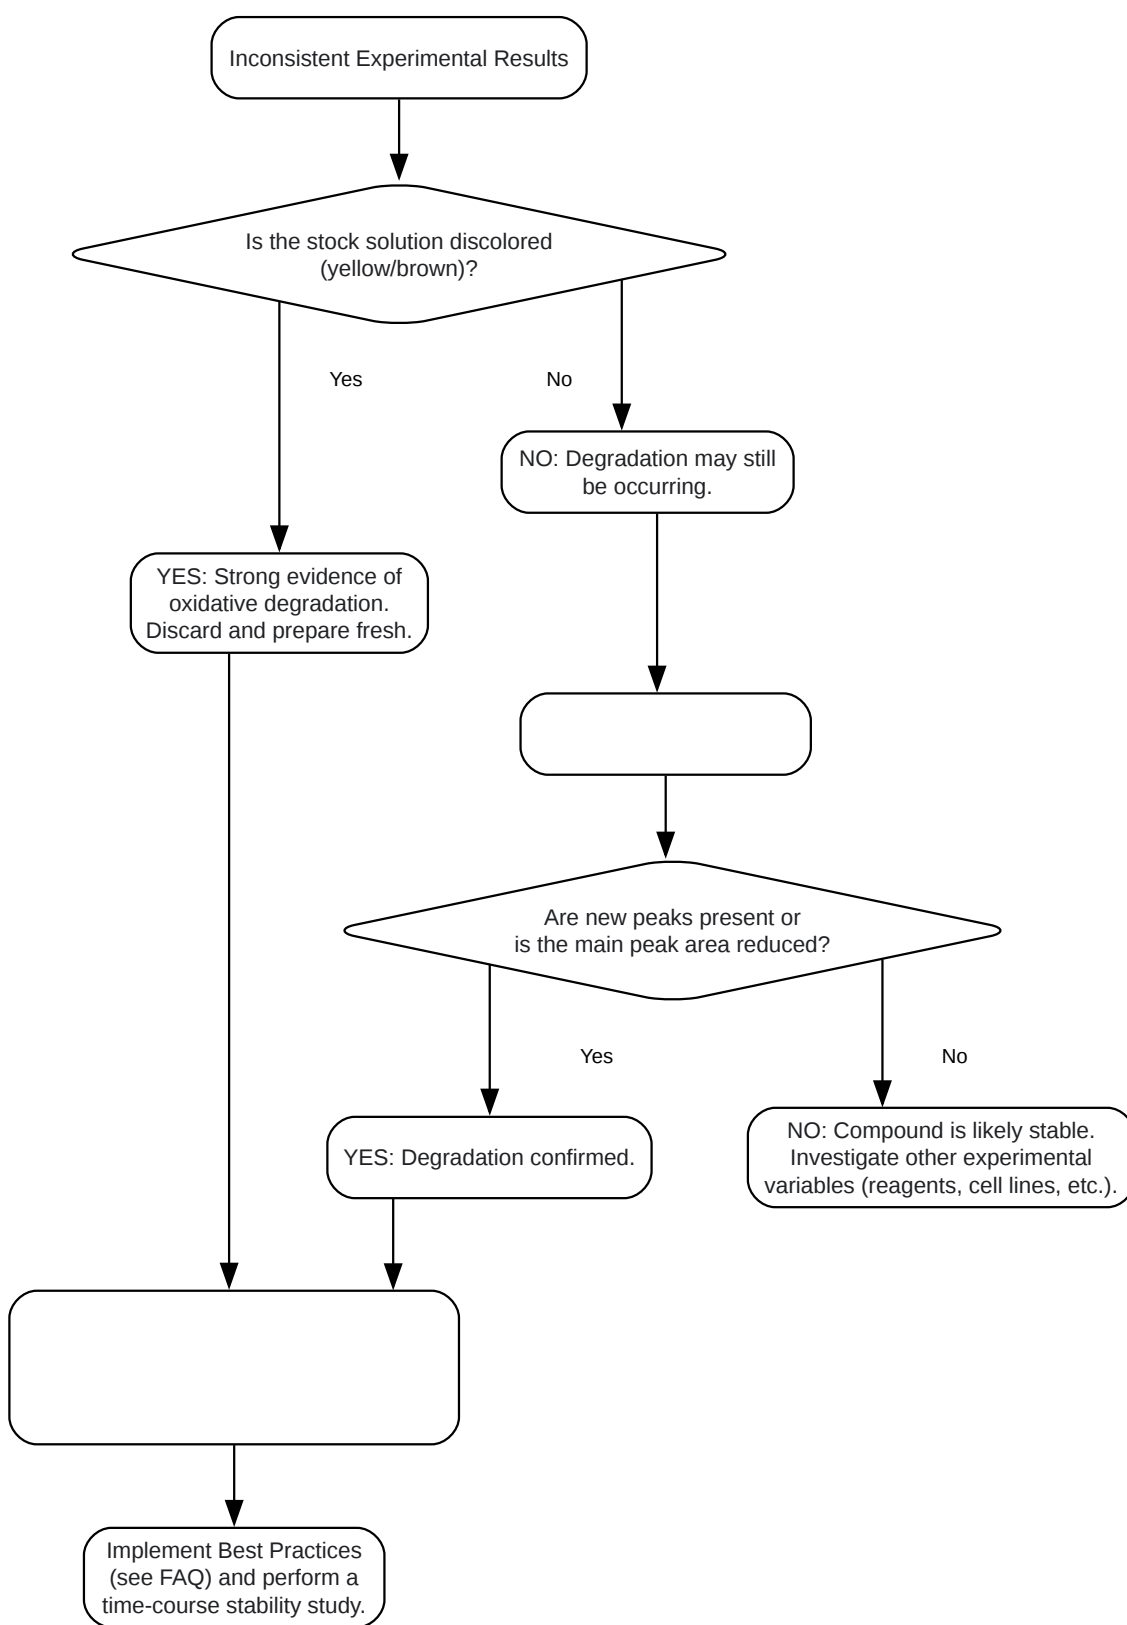 Inconsistent Experimental Results
Is the stock solution discolored
(yellow/brown)?
Yes
No
NO: Degradation may still
be occurring.
YES: Strong evidence of
oxidative degradation.
Discard and prepare fresh.
Are new peaks present or
is the main peak area reduced?
Yes
No
YES: Degradation confirmed.
NO: Compound is likely stable.
Investigate other experimental
variables (reagents, cell lines, etc.).
Implement Best Practices
(see FAQ) and perform a
time-course stability study.